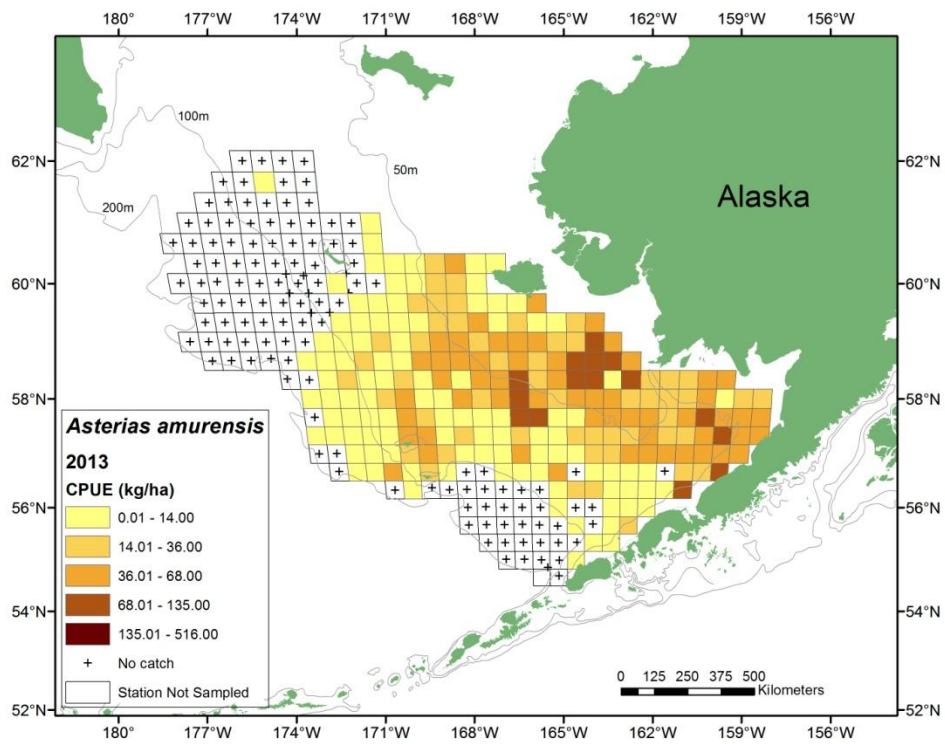 180° 177°W 174°W 171°W 168°W 165°W 162°W 159°W 156°W
100m
62°N 62°N
50m
200m
Alaska
60°N 60°N
58°N 58°N
Asterias amurensis
2013
CPUE (kg/ha)
0.01 - 14.00
14.01 - 36.00
36.01 - 68.00
68.01 - 135.00
135.01 - 516.00
+ No catch
Station Not Sampled
56°N 56°N
54°N 54°N
0 125 250 375 500
Kilometers
52°N 52°N
180° 177°W 174°W 171°W 168°W 165°W 162°W 159°W 156°W